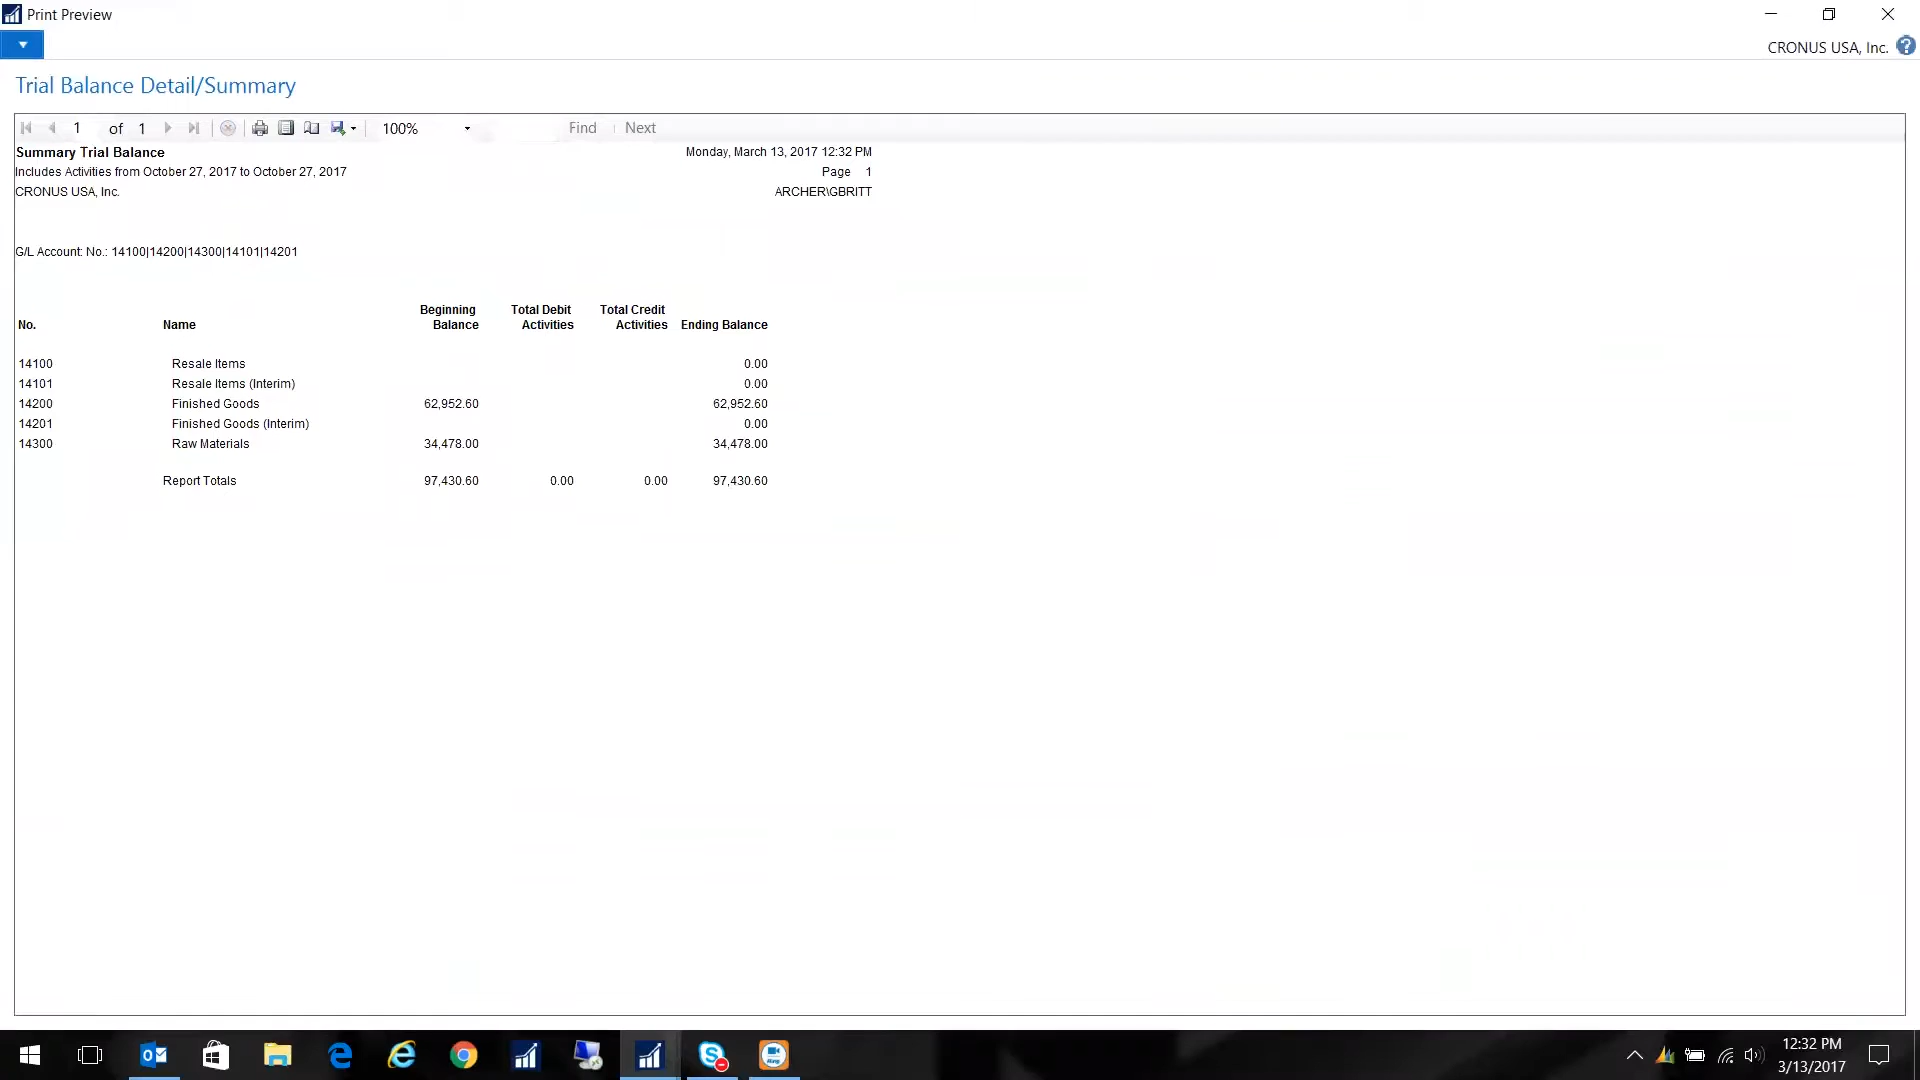 Print Preview
CRONUS USA, Inc.
Trial Balance Detail/Summary
1 of 1 100% Find Next
Summary Trial Balance Monday, March 13, 2017 12:32 PM
Includes Activities from October 27, 2017 to October 27, 2017 Page 1
CRONUS USA, Inc. ARCHER\GBRITT
G/L Account: No.: 14100|14200|14300|14101|14201
Beginning Total Debit Total Credit
No. Name Balance Activities Activities Ending Balance
14100 Resale Items 0.00
14101 Resale Items (Interim) 0.00
14200 Finished Goods 62,952.60 62,952.60
14201 Finished Goods (Interim) 0.00
14300 Raw Materials 34,478.00 34,478.00
Report Totals 97,430.60 0.00 0.00 97,430.60
12:32 PM
3/13/2017